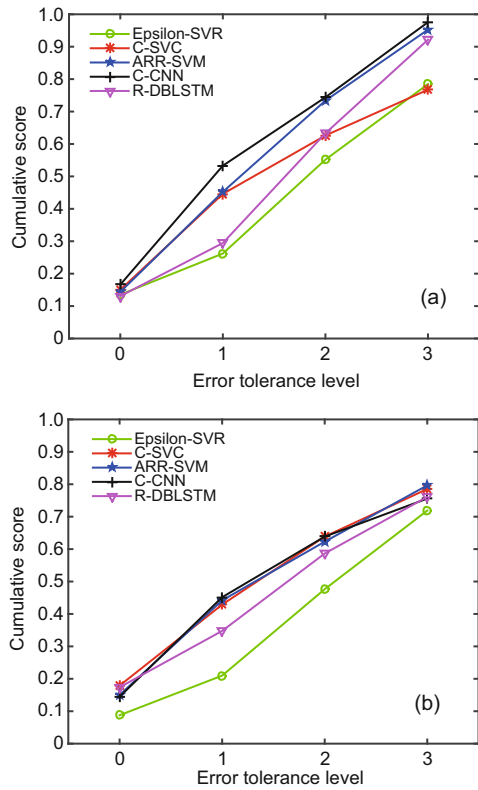 1.0
0.9
0.8
0.7
0.6
0.5
0.4
0.3
0.2
0.1
0
Cumulative score
Epsilon-SVR
C-SVC
ARR-SVM
C-CNN
R-DBLSTM
(a)
0 1 2 3
Error tolerance level
1.0
0.9
0.8
0.7
0.6
0.5
0.4
0.3
0.2
0.1
0
Cumulative score
Epsilon-SVR
C-SVC
ARR-SVM
C-CNN
R-DBLSTM
(b)
0 1 2 3
Error tolerance level